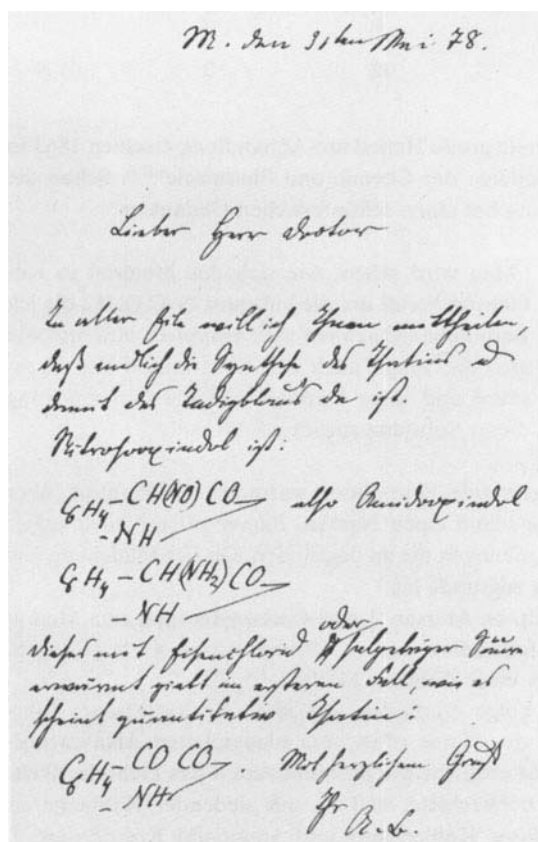 M. den 31ten Mai 78.
Lieber Herr Doctor
In aller Eile will ich Ihnen mittheilen,
daß endlich die Synthese des Isatins u
damit des Indigblaus da ist
Nitrosooxindol ist:
C6H4 - CH(NO) CO also Amidooxindol
- NH
C6H4 - CH(NH2) CO
NH
oder
dieses mit Eisenchlorid salpetriger Säure
erwärmt giebt im ersteren Fall, wie es
scheint quantitativ Isatin
C6H4 - CO CO herzlichem Gruß
- NH Ihr
A. B.